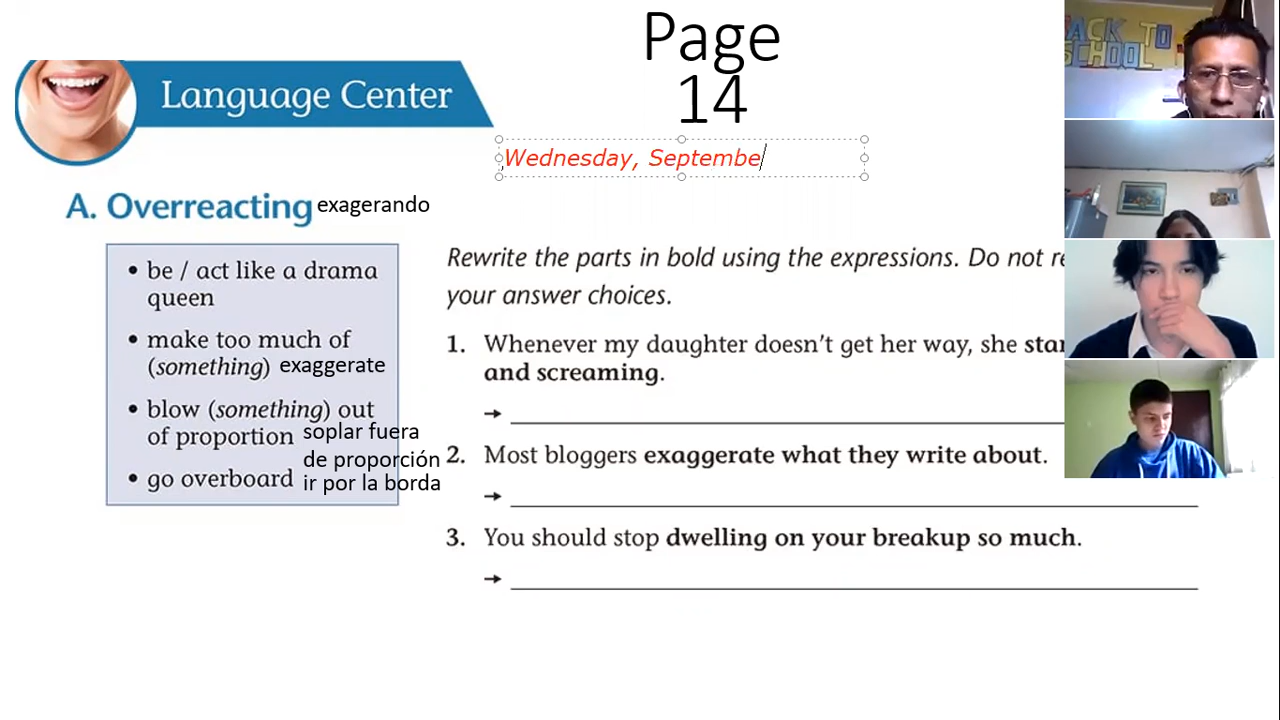 Page
14
Language Center
Wednesday, Septembe
A. Overreacting exagerando
• be / act like a drama
queen
• make too much of
(something) exaggerate
• blow (something) out
of proportion soplar fuera
de proporción
• go overboard ir por la borda
Rewrite the parts in bold using the expressions. Do not re
your answer choices.
1. Whenever my daughter doesn't get her way, she star
and screaming.
→
2. Most bloggers exaggerate what they write about.
→
3. You should stop dwelling on your breakup so much.
→
ACK TO
SCHOOL